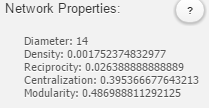 Network Properties:
?
Diameter: 14
Density: 0.001752374832977
Reciprocity: 0.026388888888889
Centralization: 0.395366677643213
Modularity: 0.486988811292125